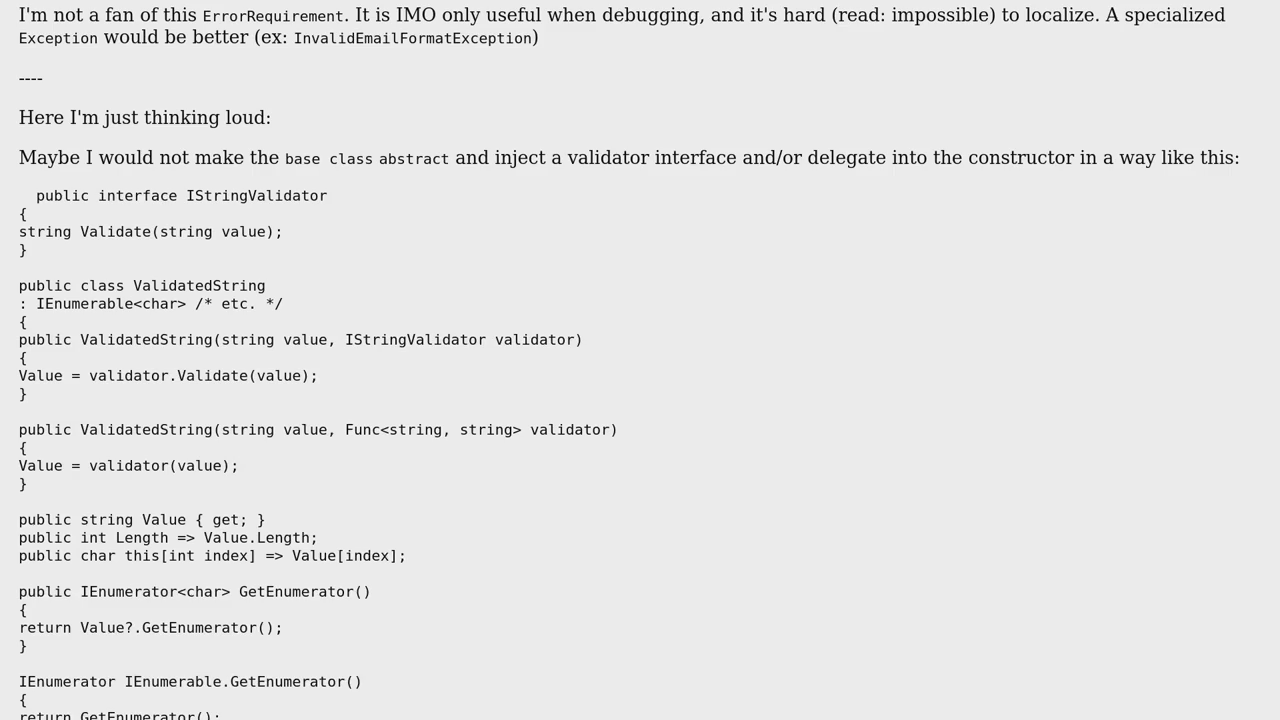 I'm not a fan of this ErrorRequirement. It is IMO only useful when debugging, and it's hard (read: impossible) to localize. A specialized
Exception would be better (ex: InvalidEmailFormatException)
----
Here I'm just thinking loud:
Maybe I would not make the base class abstract and inject a validator interface and/or delegate into the constructor in a way like this:
public interface IStringValidator
{
string Validate(string value);
}
public class ValidatedString
: IEnumerable<char> /* etc. */
{
public ValidatedString(string value, IStringValidator validator)
{
Value = validator.Validate(value);
}
public ValidatedString(string value, Func<string, string> validator)
{
Value = validator(value);
}
public string Value { get; }
public int Length => Value.Length;
public char this[int index] => Value[index];
public IEnumerator<char> GetEnumerator()
{
return Value?.GetEnumerator();
}
IEnumerator IEnumerable.GetEnumerator()
{
return GetEnumerator();